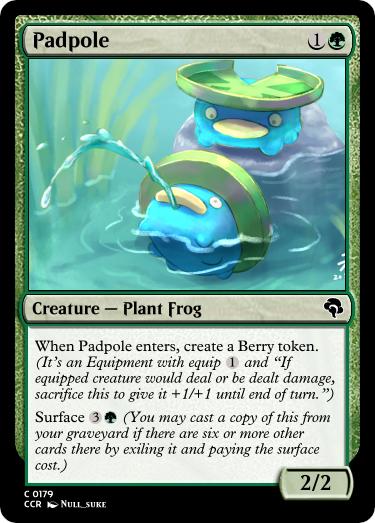 Padpole 1
Creature — Plant Frog
When Padpole enters, create a Berry token.
(It's an Equipment with equip 1 and "If
equipped creature would deal or be dealt damage,
sacrifice this to give it +1/+1 until end of turn.")
Surface 3 (You may cast a copy of this from
your graveyard if there are six or more other
cards there by exiling it and paying the surface
cost.)
2/2
C 0179
CCR Null_suke